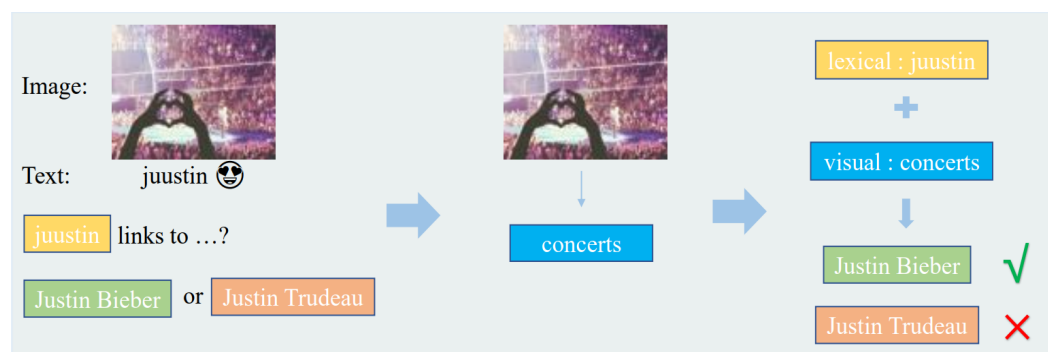 Image:
Text: juustin 😍
juustin links to …?
Justin Bieber or Justin Trudeau
concerts
lexical : juustin
visual : concerts
Justin Bieber √
Justin Trudeau ×